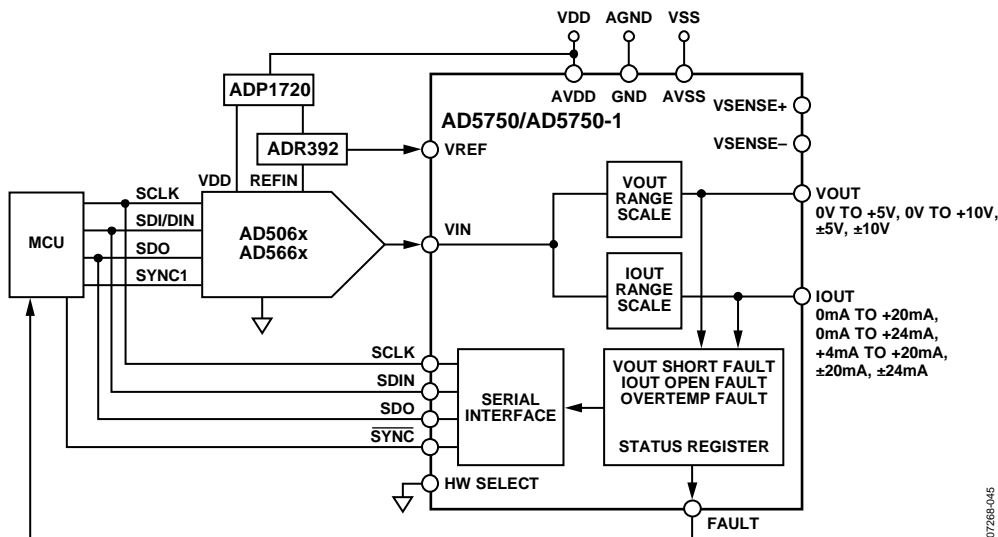 VDD
AGND
VSS
ADP1720
AVDD
GND
AVSS
VSENSE+
AD5750/AD5750-1
VSENSE–
ADR392
VREF
VDD
REFIN
SCLK
SDI/DIN
SDO
SYNC1
MCU
AD506x
AD566x
VIN
VOUT
RANGE
SCALE
VOUT
0V TO +5V, 0V TO +10V,
±5V, ±10V
IOUT
RANGE
SCALE
IOUT
0mA TO +20mA,
0mA TO +24mA,
+4mA TO +20mA,
±20mA, ±24mA
SCLK
SDIN
SDO
SYNC
SERIAL
INTERFACE
VOUT SHORT FAULT
IOUT OPEN FAULT
OVERTEMP FAULT
STATUS REGISTER
HW SELECT
FAULT
07268-045